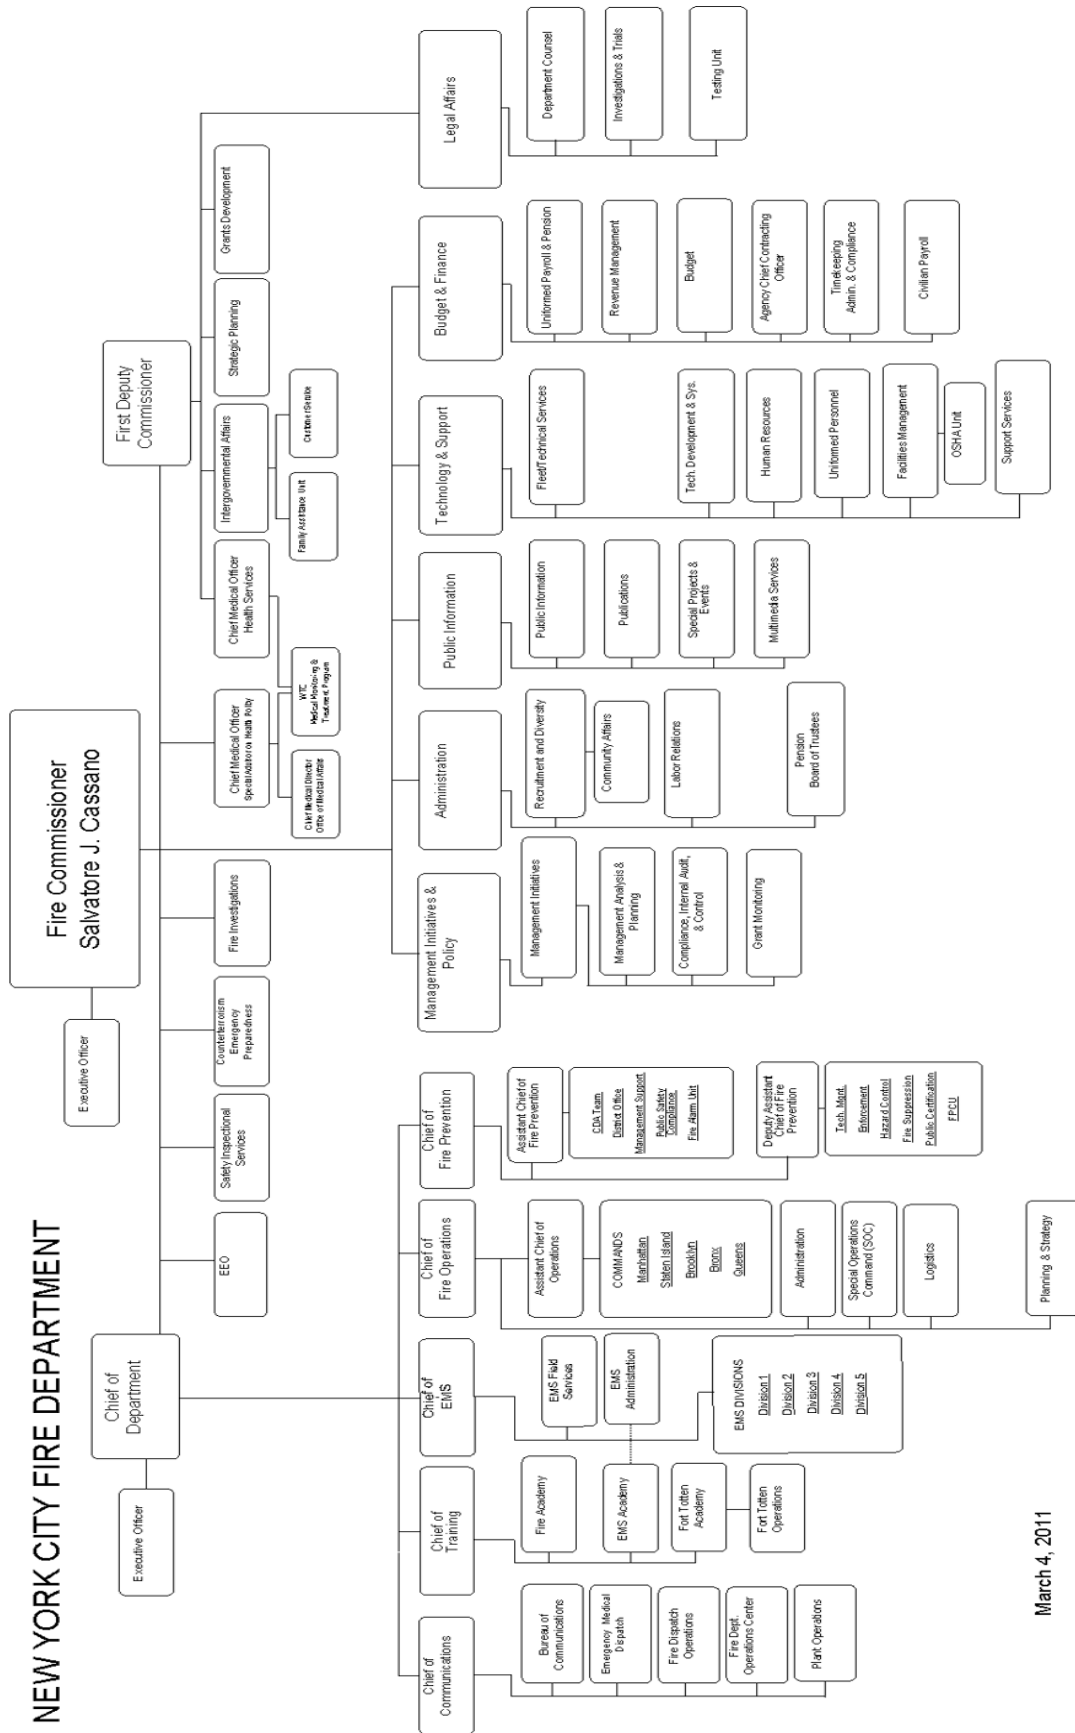 NEW YORK CITY FIRE DEPARTMENT
Fire Commissioner
Salvatore J. Cassano
Executive Officer
Chief of
Department
Executive Officer
First Deputy
Commissioner
EEO
Safety Inspectional
Services
Counterterrorism
Emergency
Preparedness
Fire Investigations
Chief Medical Officer
Special Advisor on Health Policy
Chief Medical Officer
Health Services
Intergovernmental Affairs
Strategic Planning
Grants Development
Chief Medical Director
Office of Medical Affairs
WTC
Medical Monitoring &
Treatment Program
Family Assistance Unit
Customer Service
Chief of
Communications
Chief of
Training
Chief of
EMS
Chief of
Fire Operations
Chief of
Fire Prevention
Management Initiatives &
Policy
Administration
Public Information
Technology & Support
Budget & Finance
Legal Affairs
Bureau of
Communications
Emergency Medical
Dispatch
Fire Dispatch
Operations
Fire Dept.
Operations Center
Plant Operations
Fire Academy
EMS Academy
Fort Totten
Academy
Fort Totten
Operations
EMS Field
Services
EMS
Administration
EMS DIVISIONS
Division 1
Division 2
Division 3
Division 4
Division 5
Assistant Chief of
Operations
COMMANDS
Manhattan
Staten Island
Brooklyn
Bronx
Queens
Administration
Special Operations
Command (SOC)
Logistics
Planning & Strategy
Assistant Chief of
Fire Prevention
CDA Team
District Office
Management Support
Public Safety
Compliance,
Fire Alarm Unit
Deputy Assistant
Chief of Fire
Prevention
Tech. Mgnt.
Enforcement
Hazard Control
Fire Suppression
Public Certification
FPCU
Management Initiatives
Management Analysis &
Planning
Compliance, Internal Audit,
& Control
Grant Monitoring
Recruitment and Diversity
Community Affairs
Labor Relations
Pension
Board of Trustees
Public Information
Publications
Special Projects &
Events
Multimedia Services
Fleet/Technical Services
Tech. Development & Sys.
Human Resources
Uniformed Personnel
Facilities Management
OSHA Unit
Support Services
Uniformed Payroll & Pension
Revenue Management
Budget
Agency Chief Contracting
Officer
Timekeeping
Admin. & Compliance
Civilian Payroll
Department Counsel
Investigations & Trials
Testing Unit
March 4, 2011